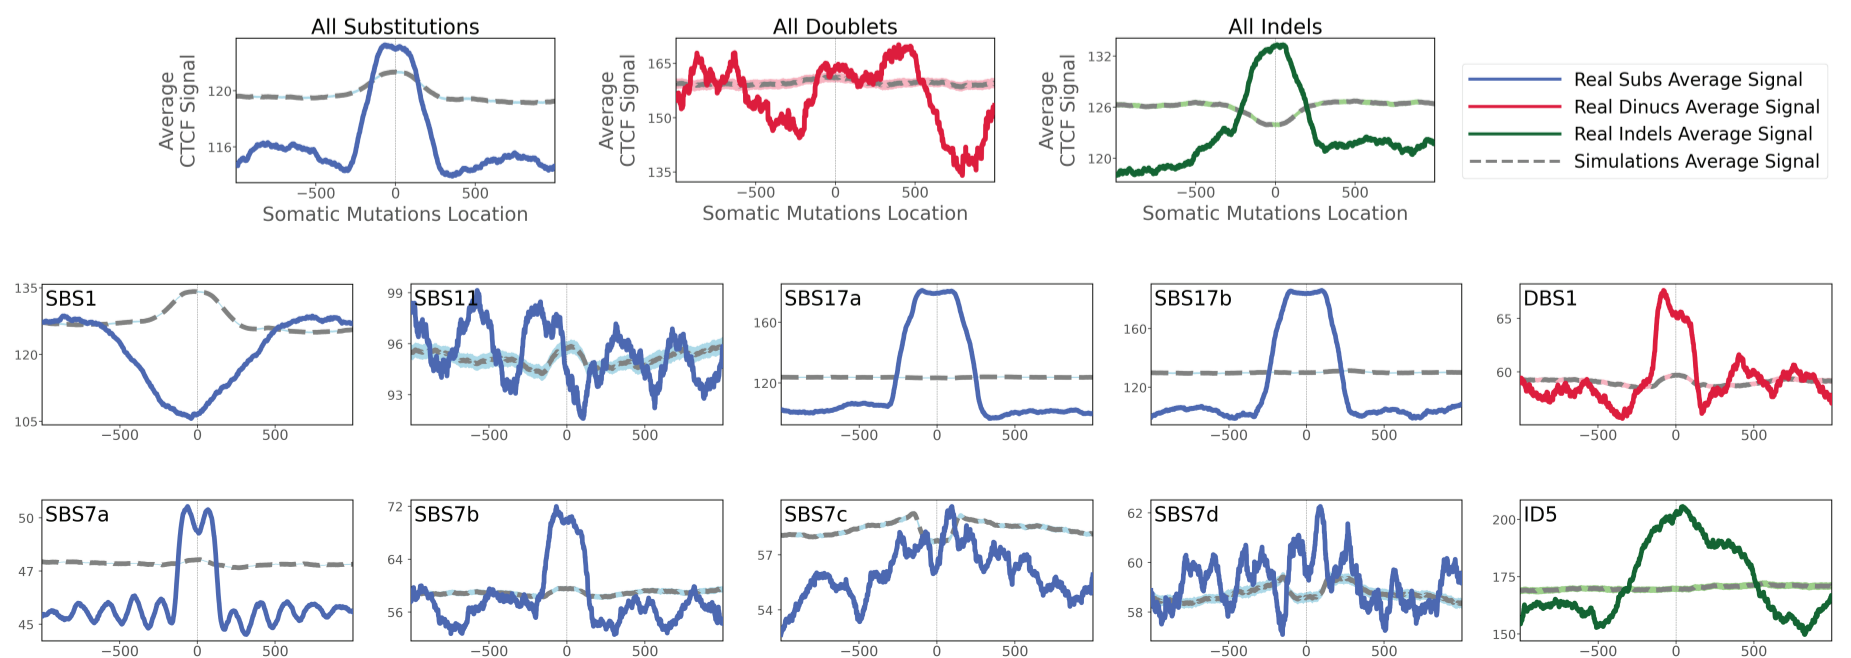 All Substitutions
Average
CTCF Signal
120
116
−500 0 500
Somatic Mutations Location
All Doublets
Average
CTCF Signal
165
150
135
−500 0 500
Somatic Mutations Location
All Indels
Average
CTCF Signal
132
126
120
−500 0 500
Somatic Mutations Location
Real Subs Average Signal
Real Dinucs Average Signal
Real Indels Average Signal
Simulations Average Signal
SBS1
135
120
105
−500 0 500
SBS11
99
96
93
−500 0 500
SBS17a
160
120
−500 0 500
SBS17b
160
120
−500 0 500
DBS1
65
60
−500 0 500
SBS7a
50
47
45
−500 0 500
SBS7b
72
64
56
−500 0 500
SBS7c
57
54
−500 0 500
SBS7d
62
60
58
−500 0 500
ID5
200
175
150
−500 0 500